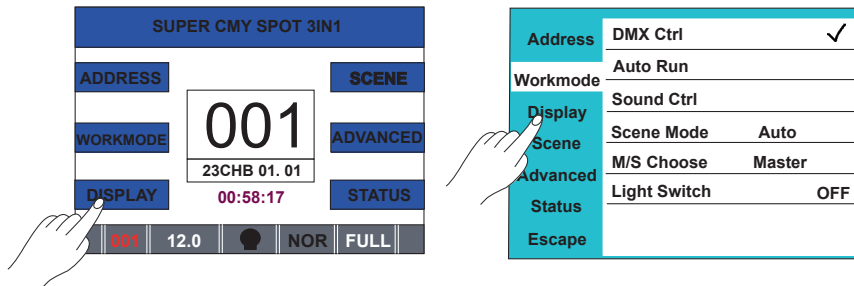 SUPER CMY SPOT 3IN1
ADDRESS
SCENE
WORKMODE
001
ADVANCED
23CHB 01. 01
DISPLAY
00:58:17
STATUS
001 12.0 NOR FULL
Address DMX Ctrl
Workmode Auto Run
Display Sound Ctrl
Scene Scene Mode Auto
Advanced M/S Choose Master
Status Light Switch OFF
Escape